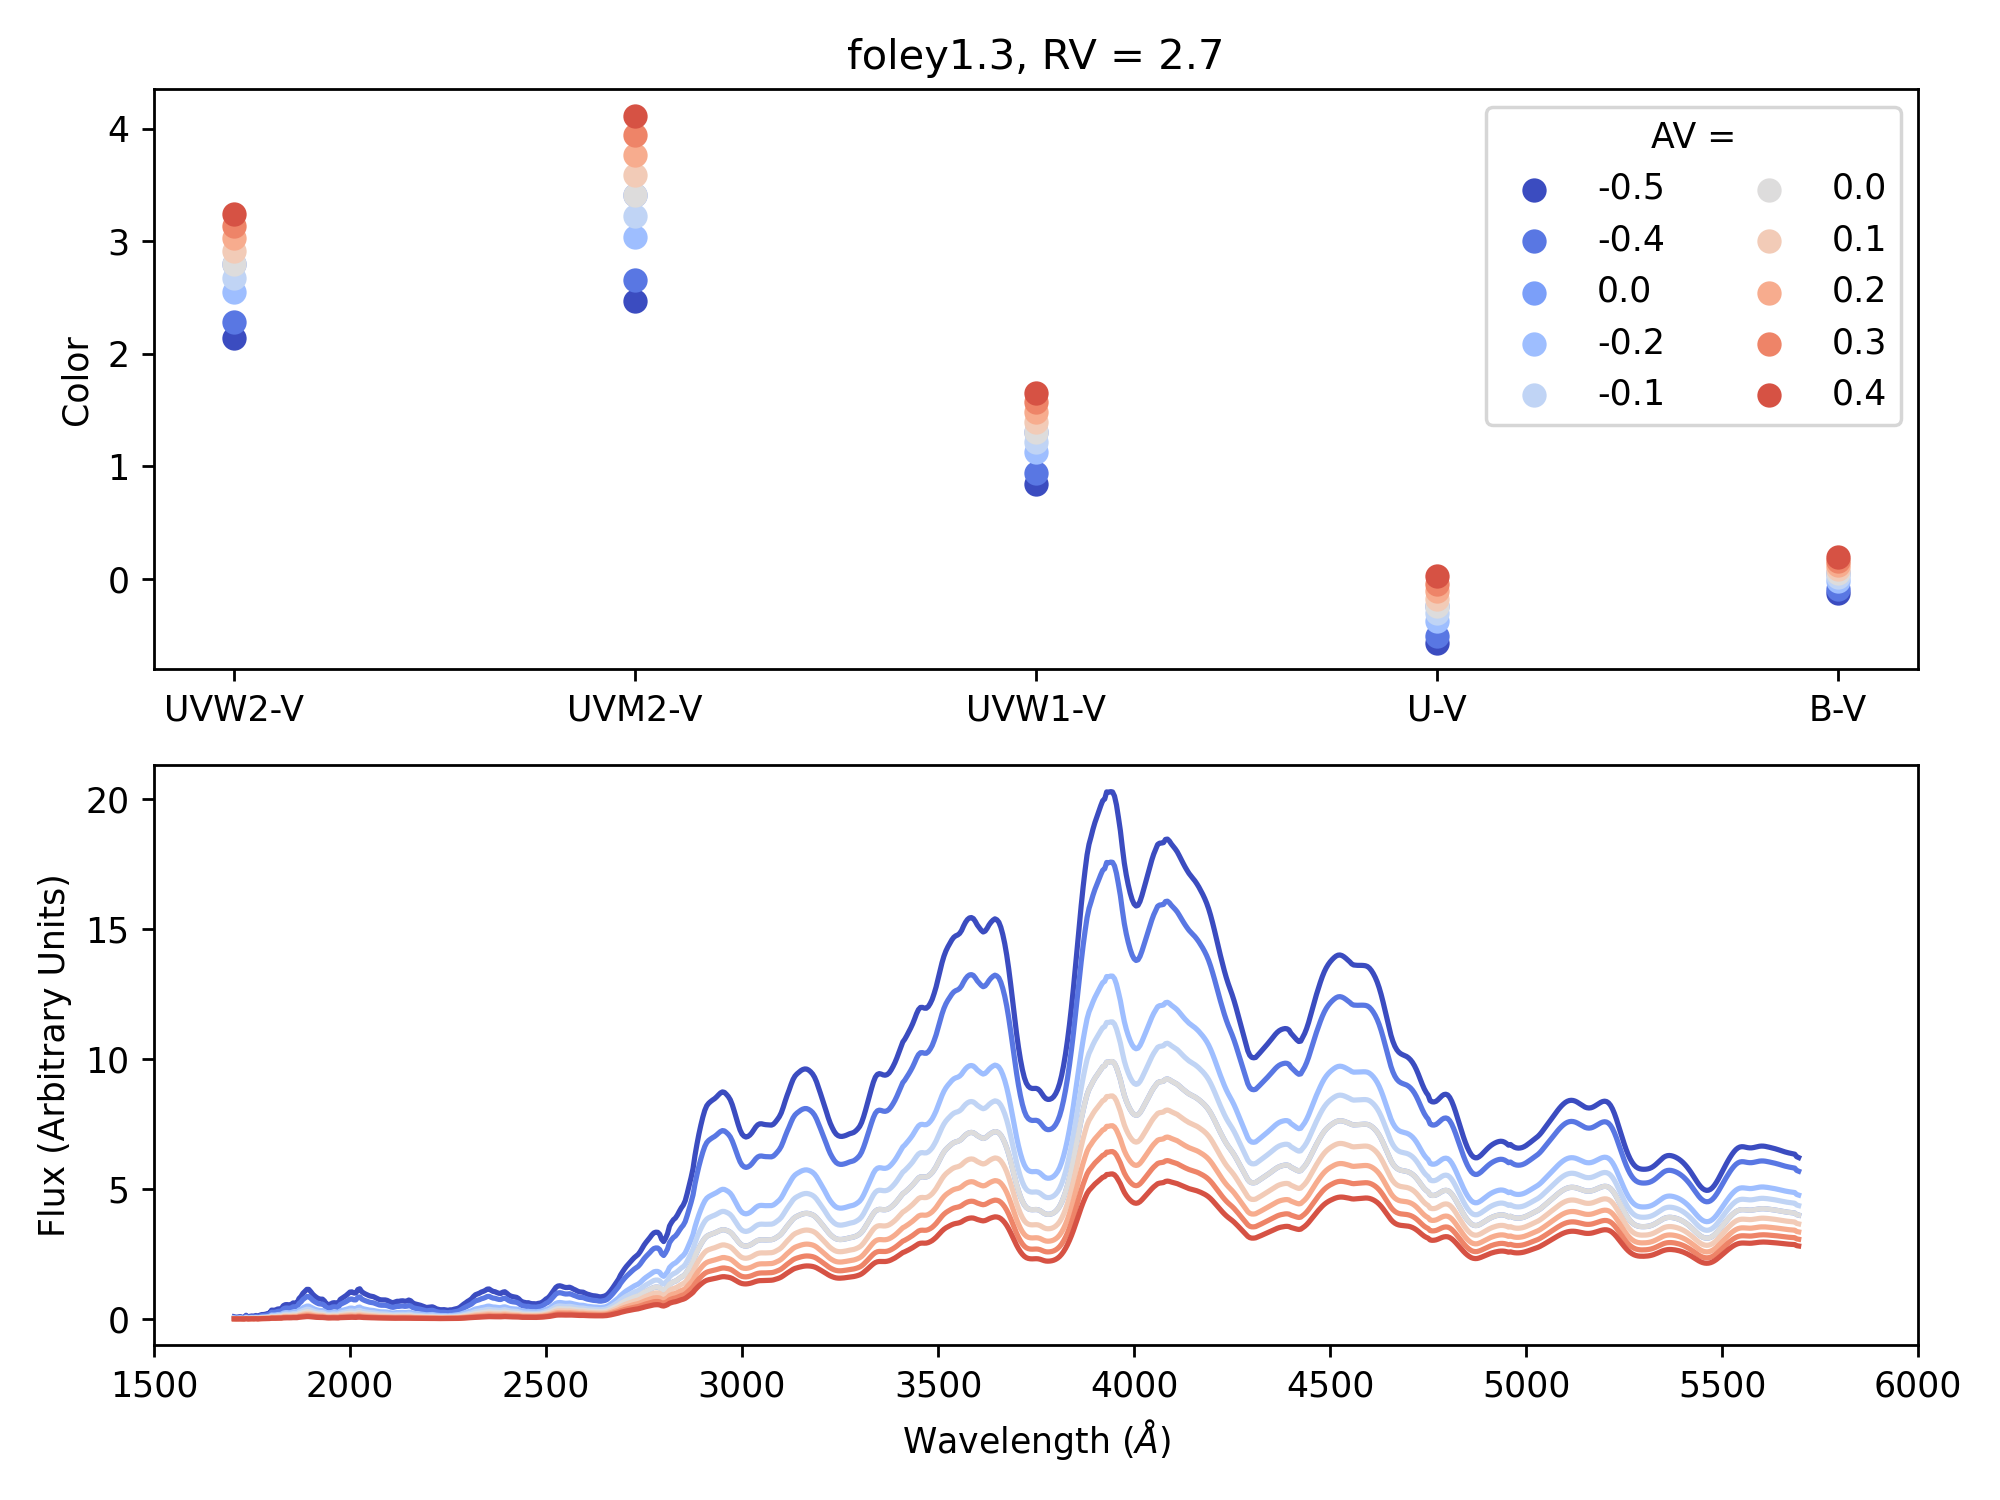 foley1.3, RV = 2.7
Color
4
3
2
1
0
AV =
-0.5
-0.4
0.0
-0.2
-0.1
0.0
0.1
0.2
0.3
0.4
UVW2-V UVM2-V UVW1-V U-V B-V
Flux (Arbitrary Units)
20
15
10
5
0
1500 2000 2500 3000 3500 4000 4500 5000 5500 6000
Wavelength (Å)